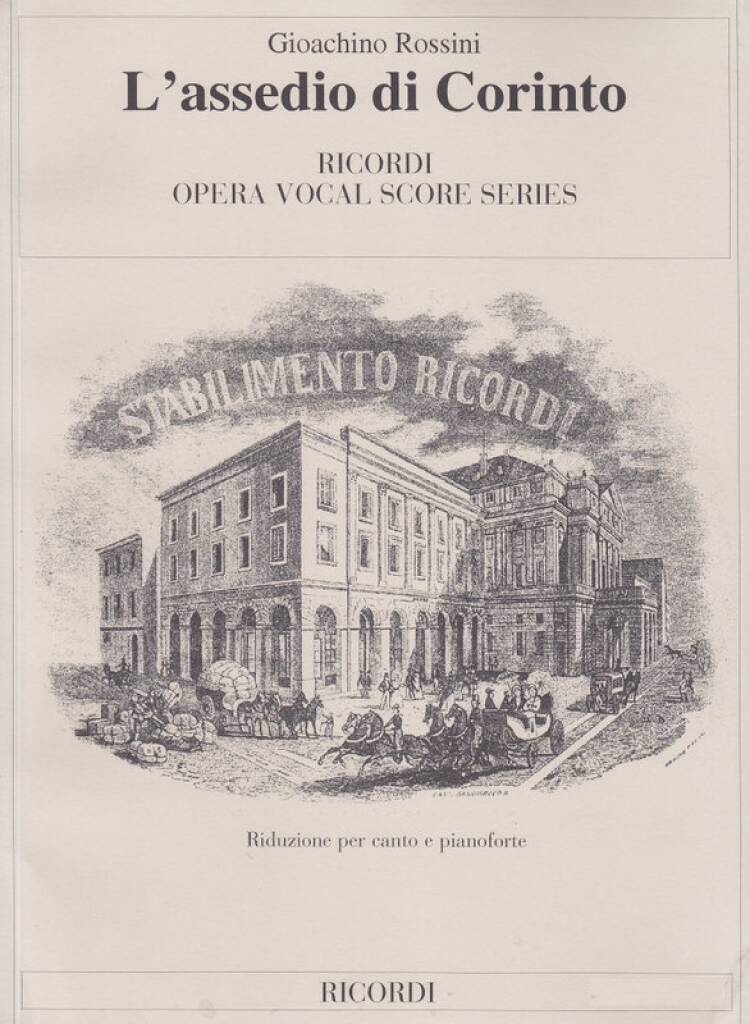 Gioachino Rossini
L'assedio di Corinto
RICORDI
OPERA VOCAL SCORE SERIES
STABILIMENTO RICORDI
Riduzione per canto e pianoforte
RICORDI